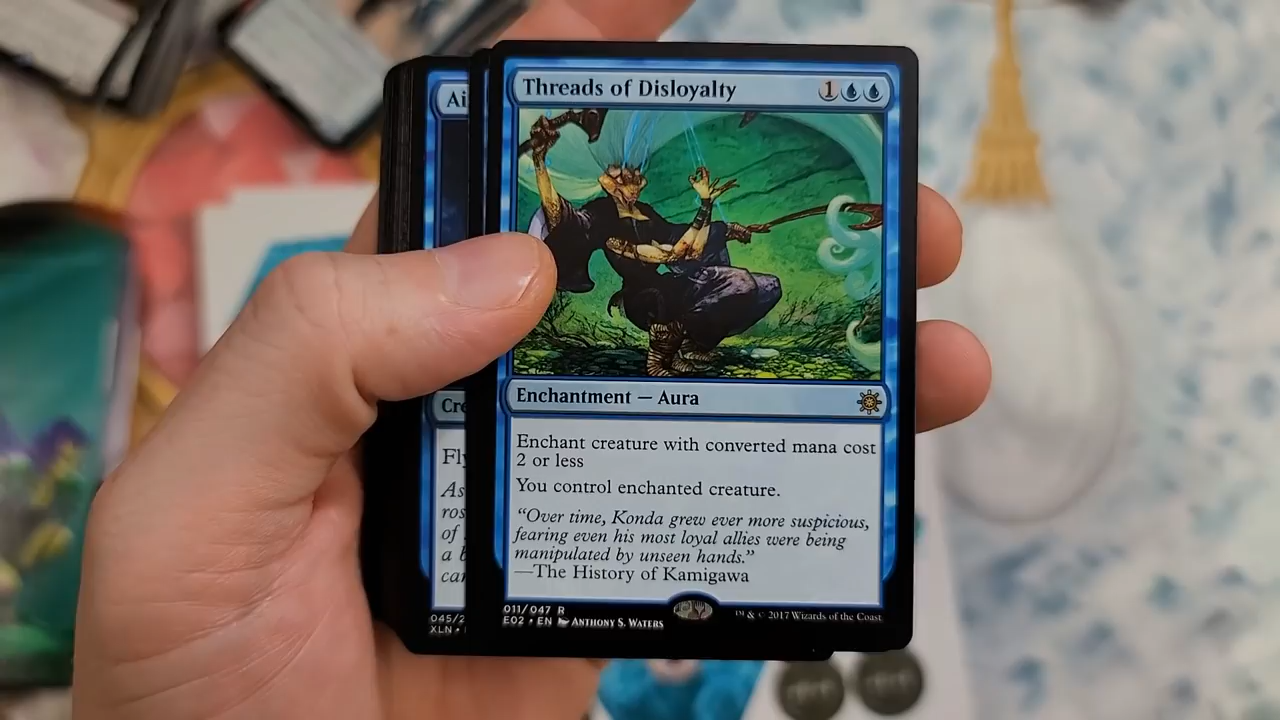 Threads of Disloyalty 1
Enchantment — Aura
Enchant creature with converted mana cost
2 or less
You control enchanted creature.
“Over time, Konda grew ever more suspicious,
fearing even his most loyal allies were being
manipulated by unseen hands.”
—The History of Kamigawa
011/047 R
E02 • EN Anthony S. Waters
™ & © 2017 Wizards of the Coast
Ai
Cre
Fly
As
ros
of
a b
can
045/2
XLN •